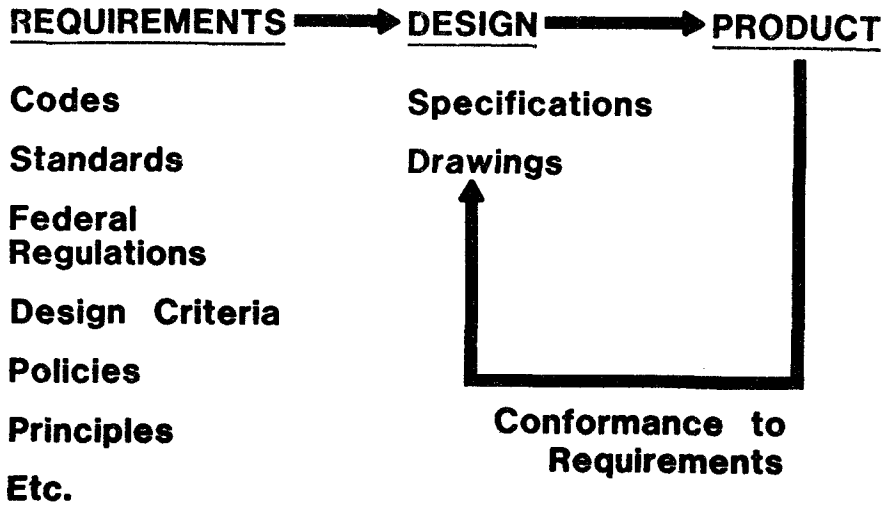 REQUIREMENTS DESIGN PRODUCT
Codes
Standards
Federal
Regulations
Design Criteria
Policies
Principles
Etc.
Specifications
Drawings
Conformance to
Requirements